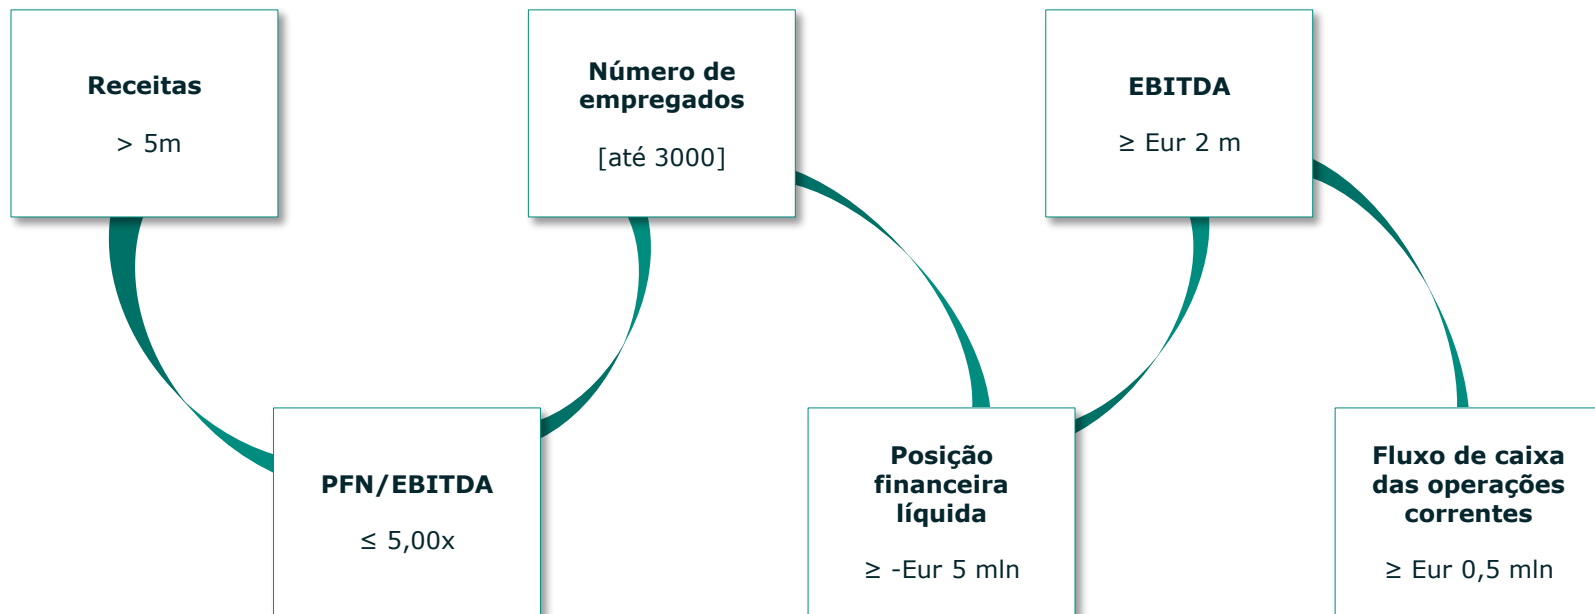 Receitas
> 5m
PFN/EBITDA
≤ 5,00x
Número de
empregados
[até 3000]
Posição
financeira
líquida
≥ -Eur 5 mln
EBITDA
≥ Eur 2 m
Fluxo de caixa
das operações
correntes
≥ Eur 0,5 mln